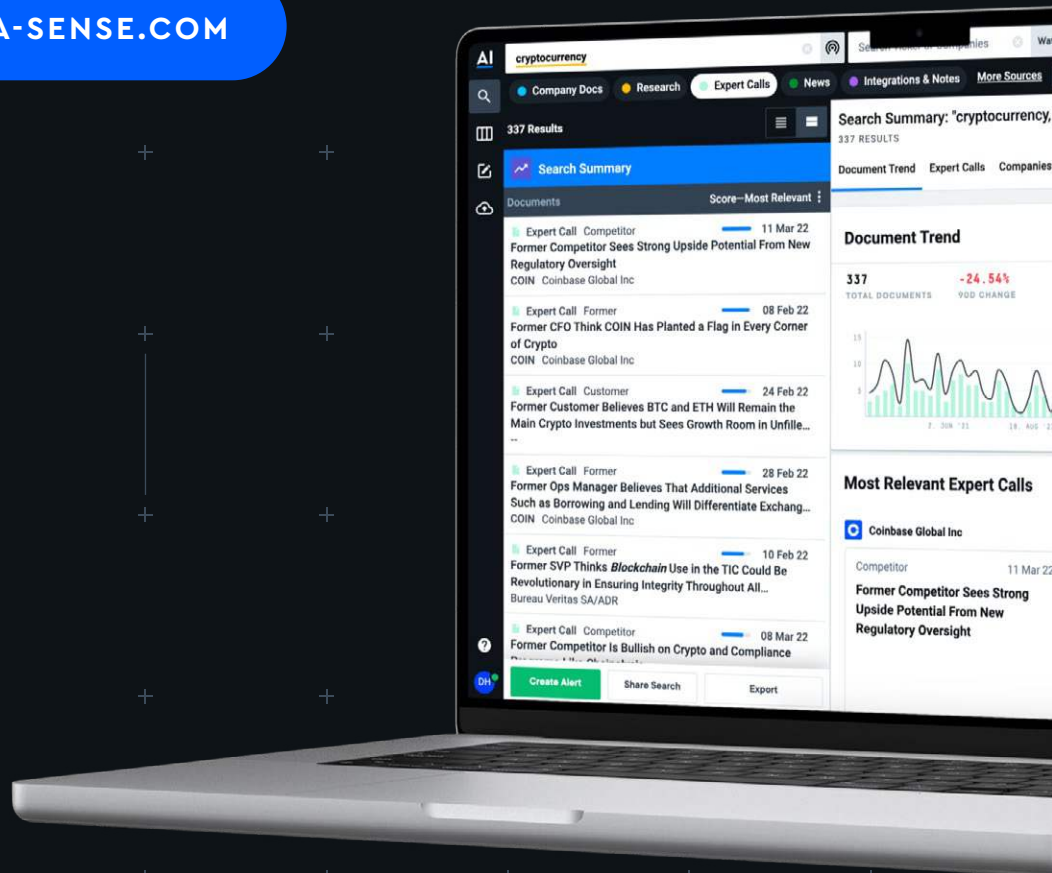 A-SENSE.COM
AI
cryptocurrency
Company Docs
Research
Expert Calls
News
Integrations & Notes
More Sources
337 Results
Search Summary
Documents
Score—Most Relevant
Expert Call Competitor 11 Mar 22
Former Competitor Sees Strong Upside Potential From New
Regulatory Oversight
COIN Coinbase Global Inc
Expert Call Former 08 Feb 22
Former CFO Think COIN Has Planted a Flag in Every Corner
of Crypto
COIN Coinbase Global Inc
Expert Call Customer 24 Feb 22
Former Customer Believes BTC and ETH Will Remain the
Main Crypto Investments but Sees Growth Room in Unfille...
--
Expert Call Former 28 Feb 22
Former Ops Manager Believes That Additional Services
Such as Borrowing and Lending Will Differentiate Exchang...
COIN Coinbase Global Inc
Expert Call Former 10 Feb 22
Former SVP Thinks Blockchain Use in the TIC Could Be
Revolutionary in Ensuring Integrity Throughout All...
Bureau Veritas SA/ADR
Expert Call Competitor 08 Mar 22
Former Competitor Is Bullish on Crypto and Compliance
?
DH
Create Alert
Share Search
Export
Search Summary: "cryptocurrency,
337 RESULTS
Document Trend
Expert Calls
Companies
Document Trend
337
-24.54%
TOTAL DOCUMENTS
90D CHANGE
15
10
5
2. JUN '21
Most Relevant Expert Calls
Coinbase Global Inc
Competitor
11 Mar 22
Former Competitor Sees Strong
Upside Potential From New
Regulatory Oversight